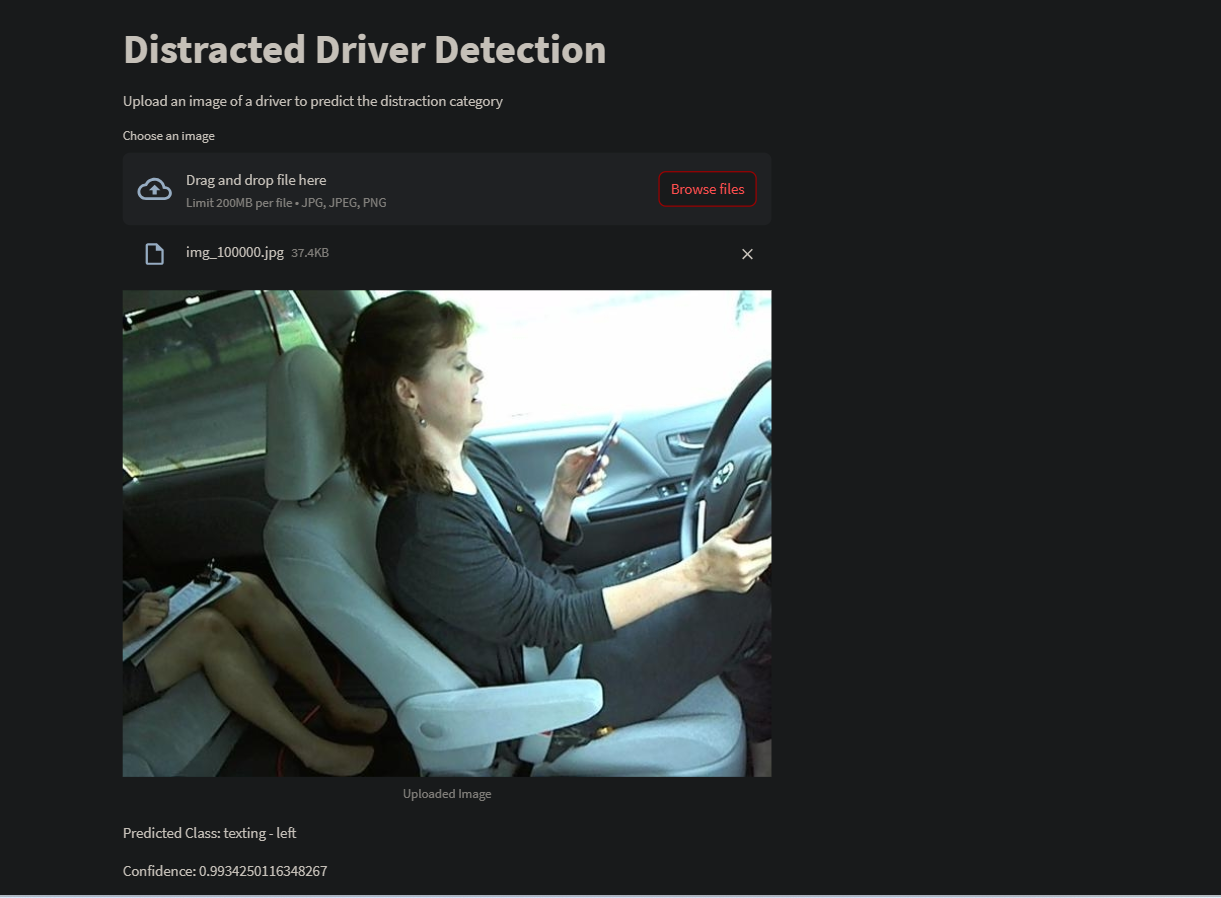 Distracted Driver Detection
Upload an image of a driver to predict the distraction category
Choose an image
Drag and drop file here
Limit 200MB per file • JPG, JPEG, PNG
Browse files
img_100000.jpg 37.4KB
Uploaded Image
Predicted Class: texting - left
Confidence: 0.9934250116348267